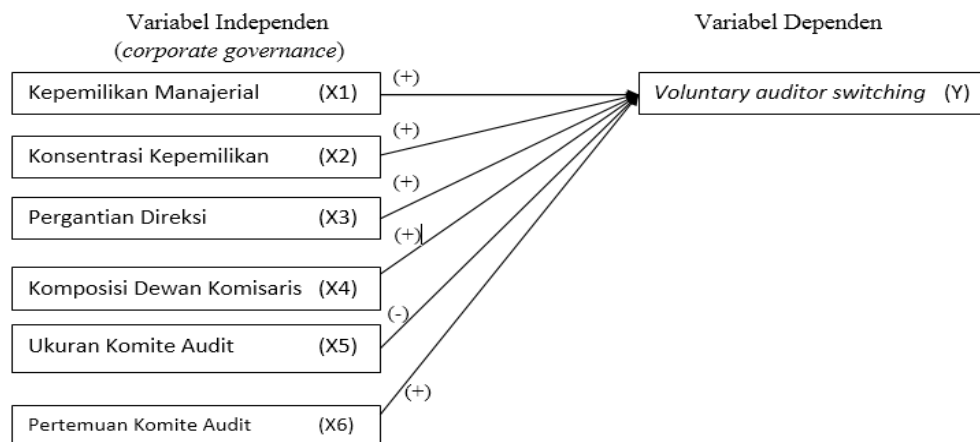 Variabel Independen
(corporate governance)
Variabel Dependen
Kepemilikan Manajerial (X1)
(+)
Voluntary auditor switching (Y)
Konsentrasi Kepemilikan (X2)
(+)
Pergantian Direksi (X3)
(+)
Komposisi Dewan Komisaris (X4)
(+)
Ukuran Komite Audit (X5)
(-)
Pertemuan Komite Audit (X6)
(+)